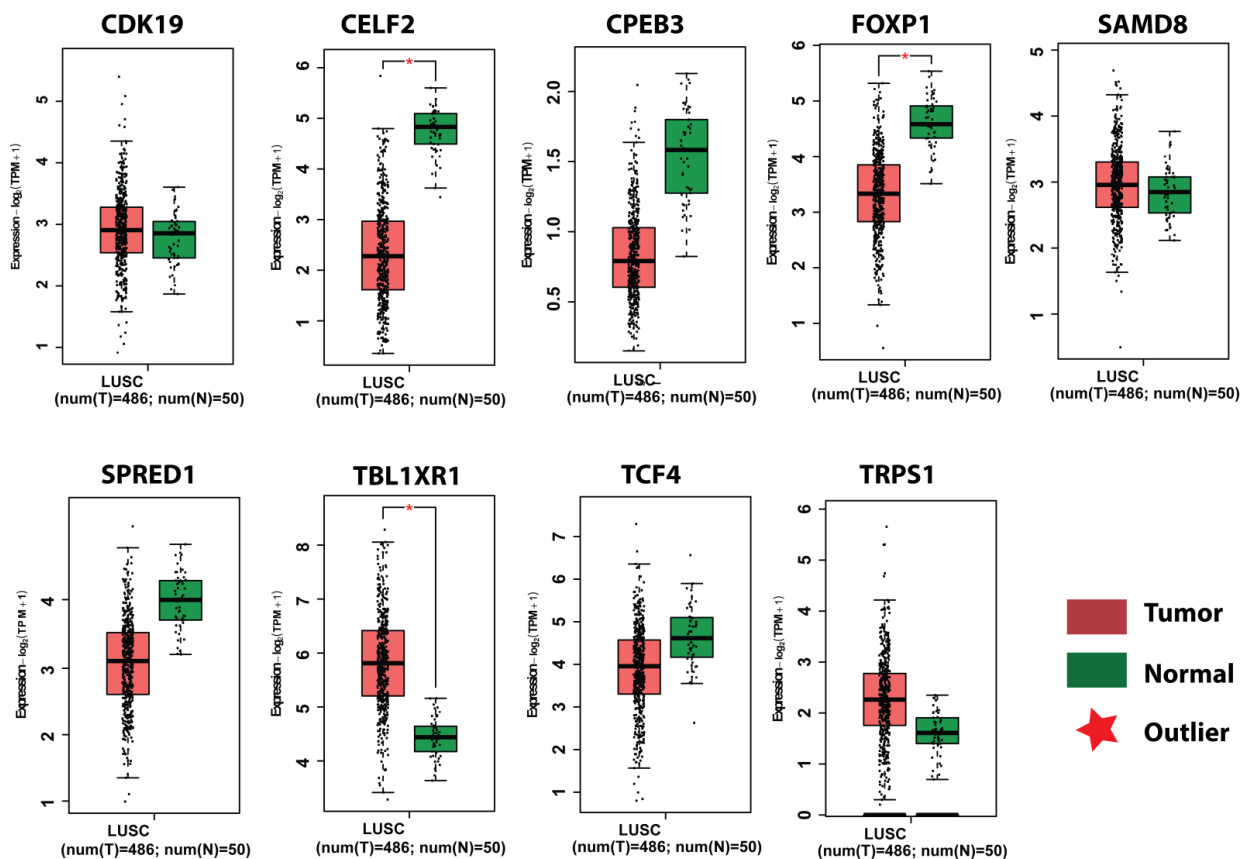 CDK19 CELF2 CPEB3 FOXP1 SAMD8
Expression−log₂(TPM+1)
5
4
3
2
1
LUSC
(num(T)=486; num(N)=50)
Expression−log₂(TPM+1)
6
5
4
3
2
1
*
LUSC
(num(T)=486; num(N)=50)
Expression−log₂(TPM+1)
2.0
1.5
1.0
0.5
LUSC
(num(T)=486; num(N)=50)
Expression−log₂(TPM+1)
6
5
4
3
2
1
*
LUSC
(num(T)=486; num(N)=50)
Expression−log₂(TPM+1)
5
4
3
2
1
LUSC
(num(T)=486; num(N)=50)
SPRED1 TBL1XR1 TCF4 TRPS1
Expression−log₂(TPM+1)
4
3
2
1
LUSC
(num(T)=486; num(N)=50)
Expression−log₂(TPM+1)
8
7
6
5
4
*
LUSC
(num(T)=486; num(N)=50)
Expression−log₂(TPM+1)
7
6
5
4
3
2
1
0
LUSC
(num(T)=486; num(N)=50)
Expression−log₂(TPM+1)
6
5
4
3
2
1
0
LUSC
(num(T)=486; num(N)=50)
Tumor
Normal
Outlier